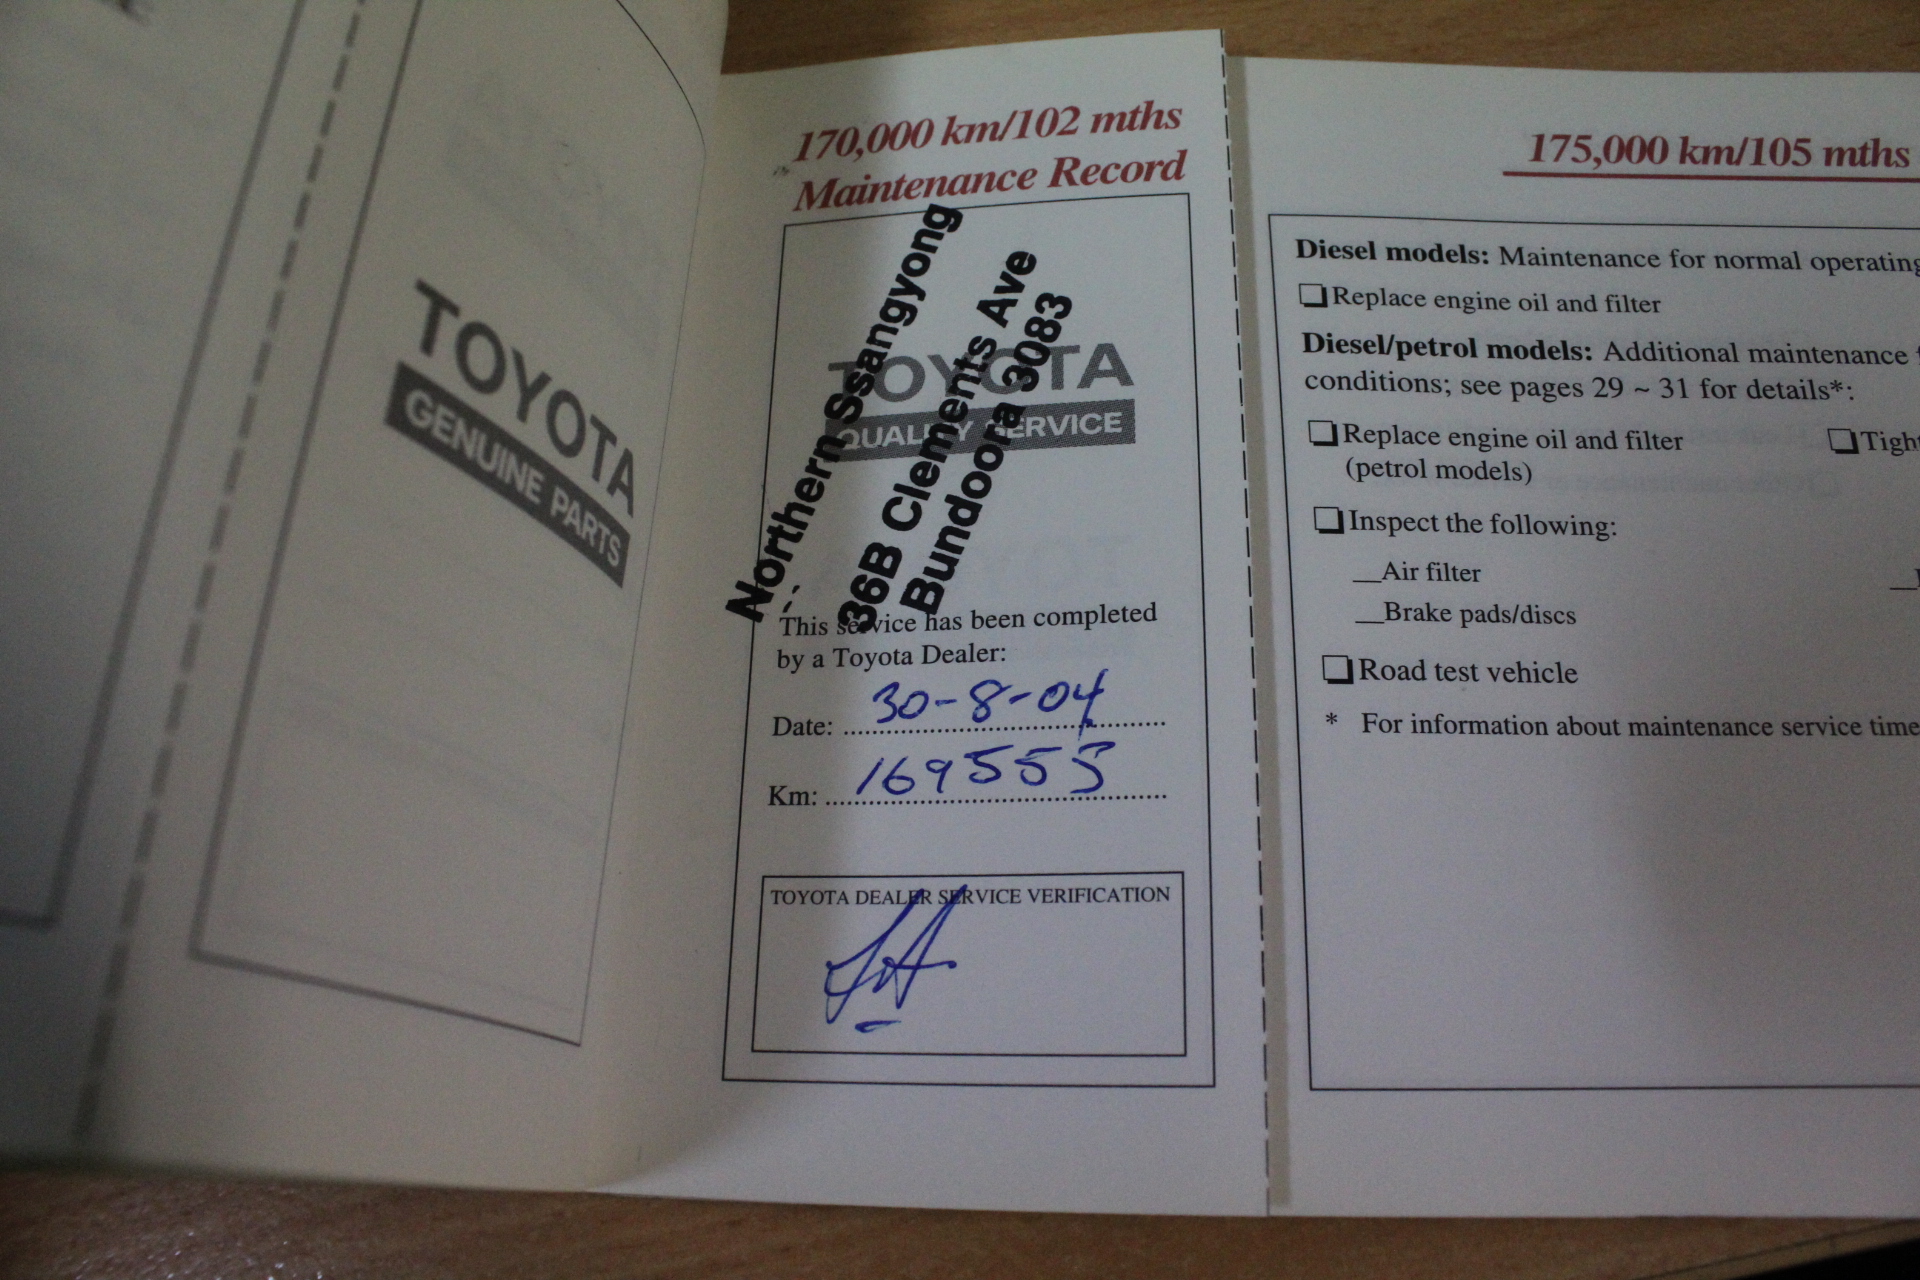 TOYOTA
GENUINE PARTS
170,000 km/102 mths
Maintenance Record
Northern Ssangyong
36B Clements Ave
Bundoora 3083
TOYOTA
QUALITY SERVICE
This service has been completed
by a Toyota Dealer:
Date: 30-8-04
Km: 169555
TOYOTA DEALER SERVICE VERIFICATION
175,000 km/105 mths
Diesel models: Maintenance for normal operating
Replace engine oil and filter
Diesel/petrol models: Additional maintenance
conditions; see pages 29 ~ 31 for details*:
Replace engine oil and filter
(petrol models)
Tigh
Inspect the following:
__Air filter
__Brake pads/discs
Road test vehicle
* For information about maintenance service time